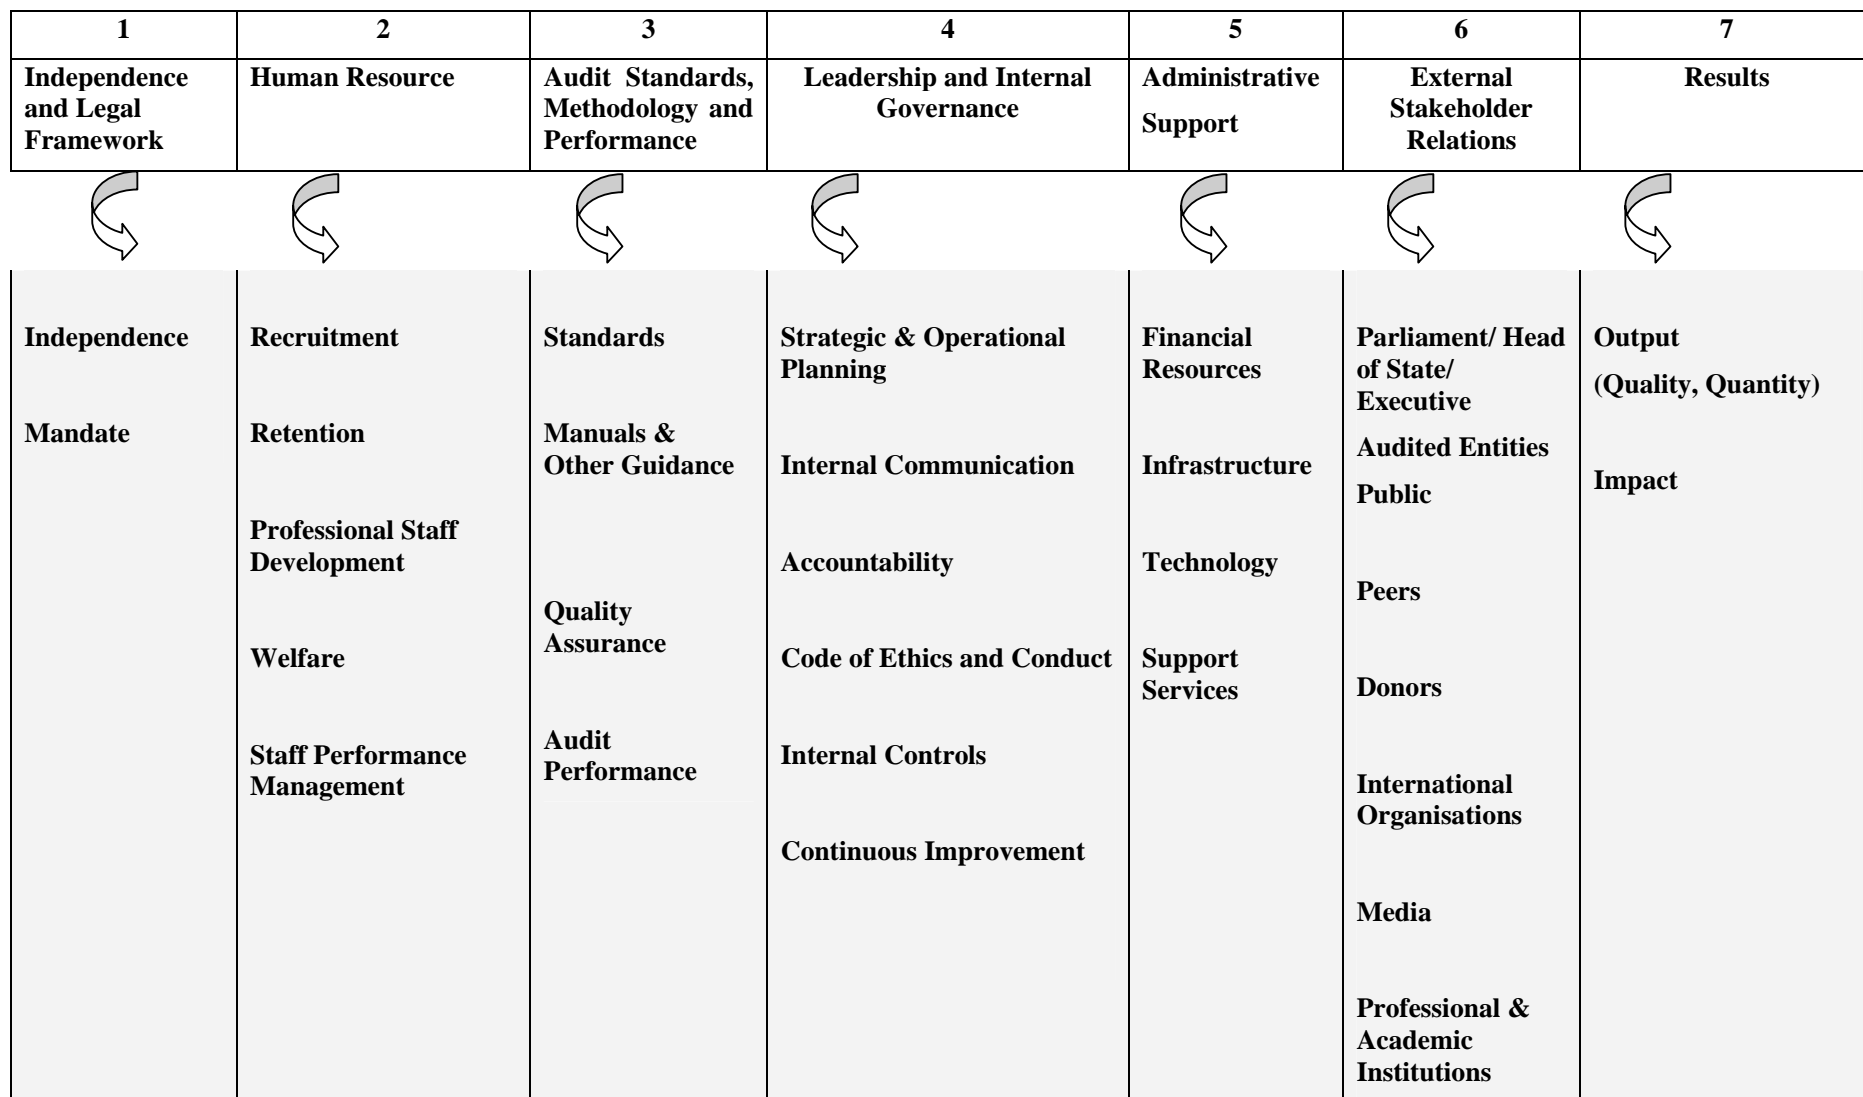 1
2
3
4
5
6
7
Independence
and Legal
Framework
Human Resource
Audit Standards,
Methodology and
Performance
Leadership and Internal
Governance
Administrative
Support
External
Stakeholder
Relations
Results
Independence
Mandate
Recruitment
Retention
Professional Staff
Development
Welfare
Staff Performance
Management
Standards
Manuals &
Other Guidance
Quality
Assurance
Audit
Performance
Strategic & Operational
Planning
Internal Communication
Accountability
Code of Ethics and Conduct
Internal Controls
Continuous Improvement
Financial
Resources
Infrastructure
Technology
Support
Services
Parliament/ Head
of State/
Executive
Audited Entities
Public
Peers
Donors
International
Organisations
Media
Professional &
Academic
Institutions
Output
(Quality, Quantity)
Impact